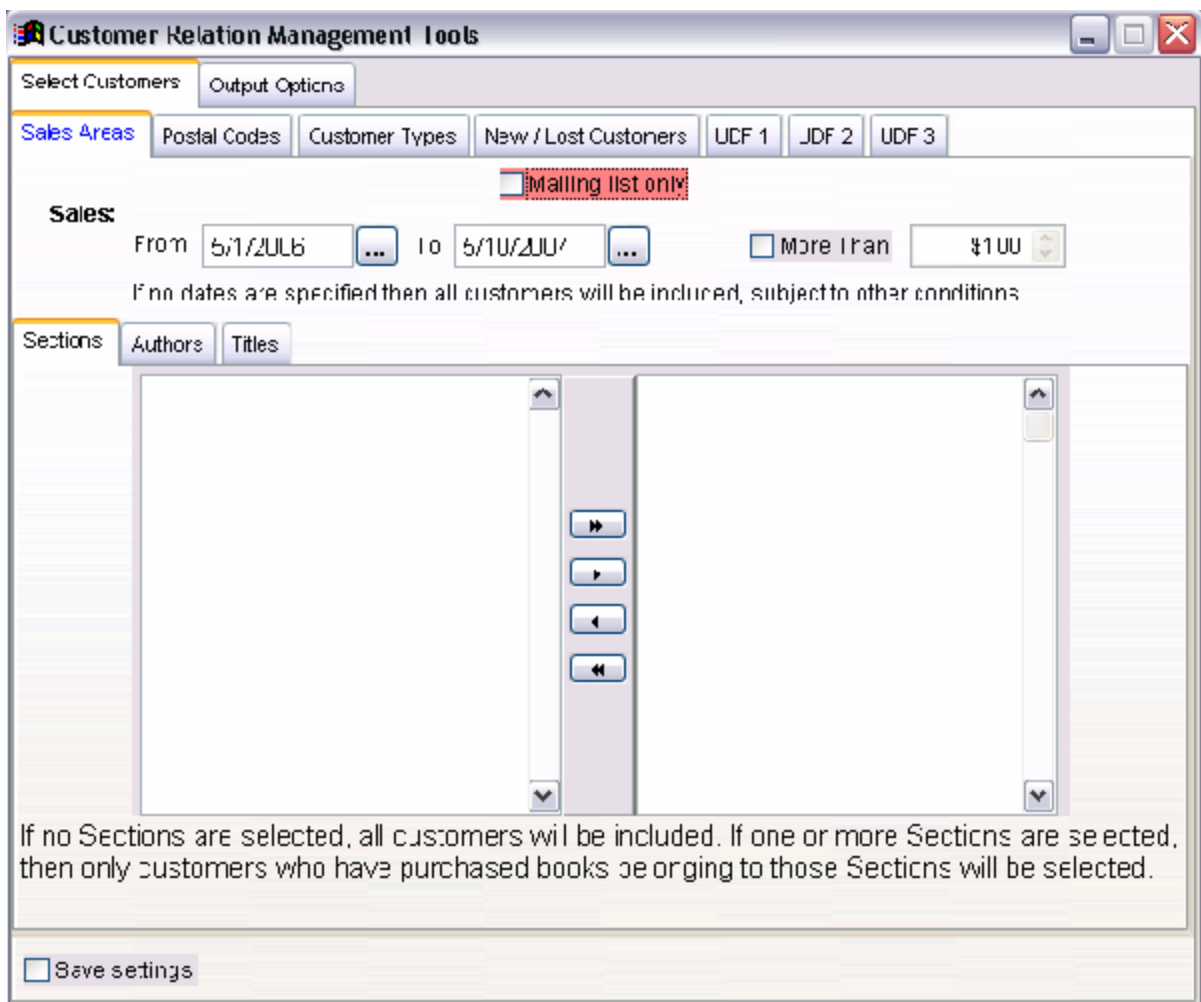 Customer Relation Management Tools
Select Customers Output Options
Sales Areas Postal Codes Customer Types New / Lost Customers UDF 1 UDF 2 UDF 3
Mailing list only
Sales:
From To More Than $100
If no dates are specified then all customers will be included, subject to other conditions
Sections Authors Titles
If no Sections are selected, all customers will be included. If one or more Sections are selected,
then only customers who have purchased books belonging to those Sections will be selected.
Save settings